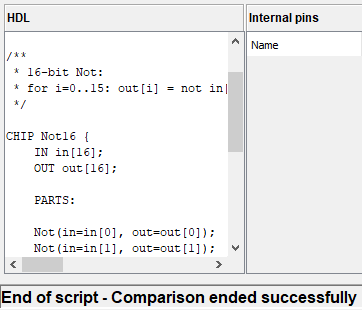 HDL
Internal pins
Name
/**
 * 16-bit Not:
 * for i=0..15: out[i] = not in[
 */
CHIP Not16 {
    IN in[16];
    OUT out[16];
    PARTS:
    Not(in=in[0], out=out[0]);
    Not(in=in[1], out=out[1]);
End of script - Comparison ended successfully